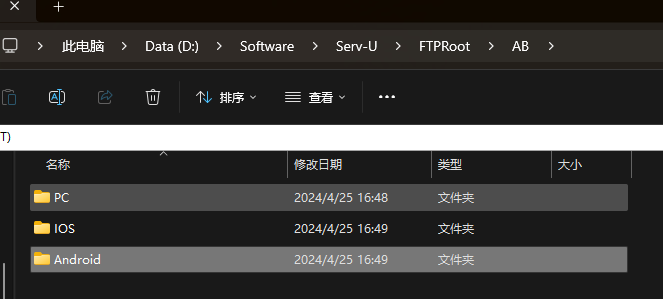 此电脑 > Data (D:) > Software > Serv-U > FTPRoot > AB >
排序 查看 •••
T)
名称 修改日期 类型 大小
PC 2024/4/25 16:48 文件夹
IOS 2024/4/25 16:49 文件夹
Android 2024/4/25 16:49 文件夹